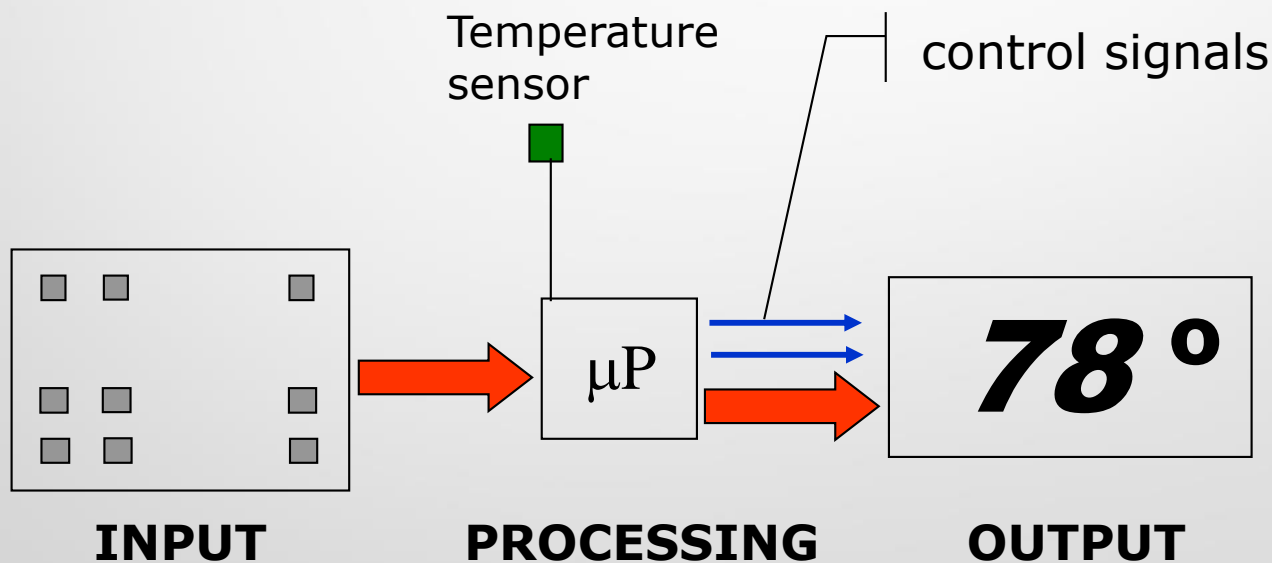 Temperature
sensor
control signals
μP
78°
INPUT
PROCESSING
OUTPUT